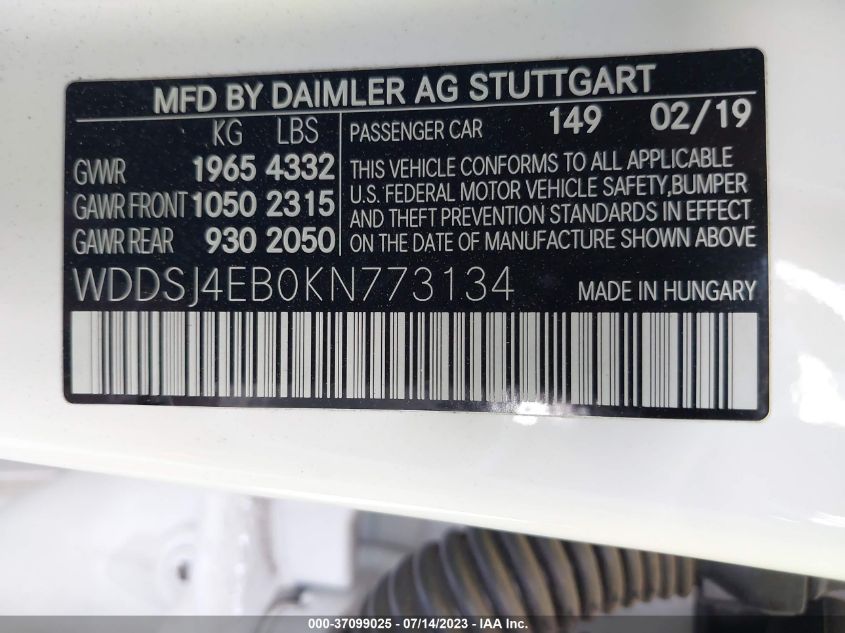 MFD BY DAIMLER AG STUTTGART
KG LBS
GVWR 1965 4332
GAWR FRONT 1050 2315
GAWR REAR 930 2050
PASSENGER CAR 149 02/19
THIS VEHICLE CONFORMS TO ALL APPLICABLE
U.S. FEDERAL MOTOR VEHICLE SAFETY,BUMPER
AND THEFT PREVENTION STANDARDS IN EFFECT
ON THE DATE OF MANUFACTURE SHOWN ABOVE
WDDSJ4EB0KN773134 MADE IN HUNGARY
000-37099025 / 07/14/2023 - IAA Inc.